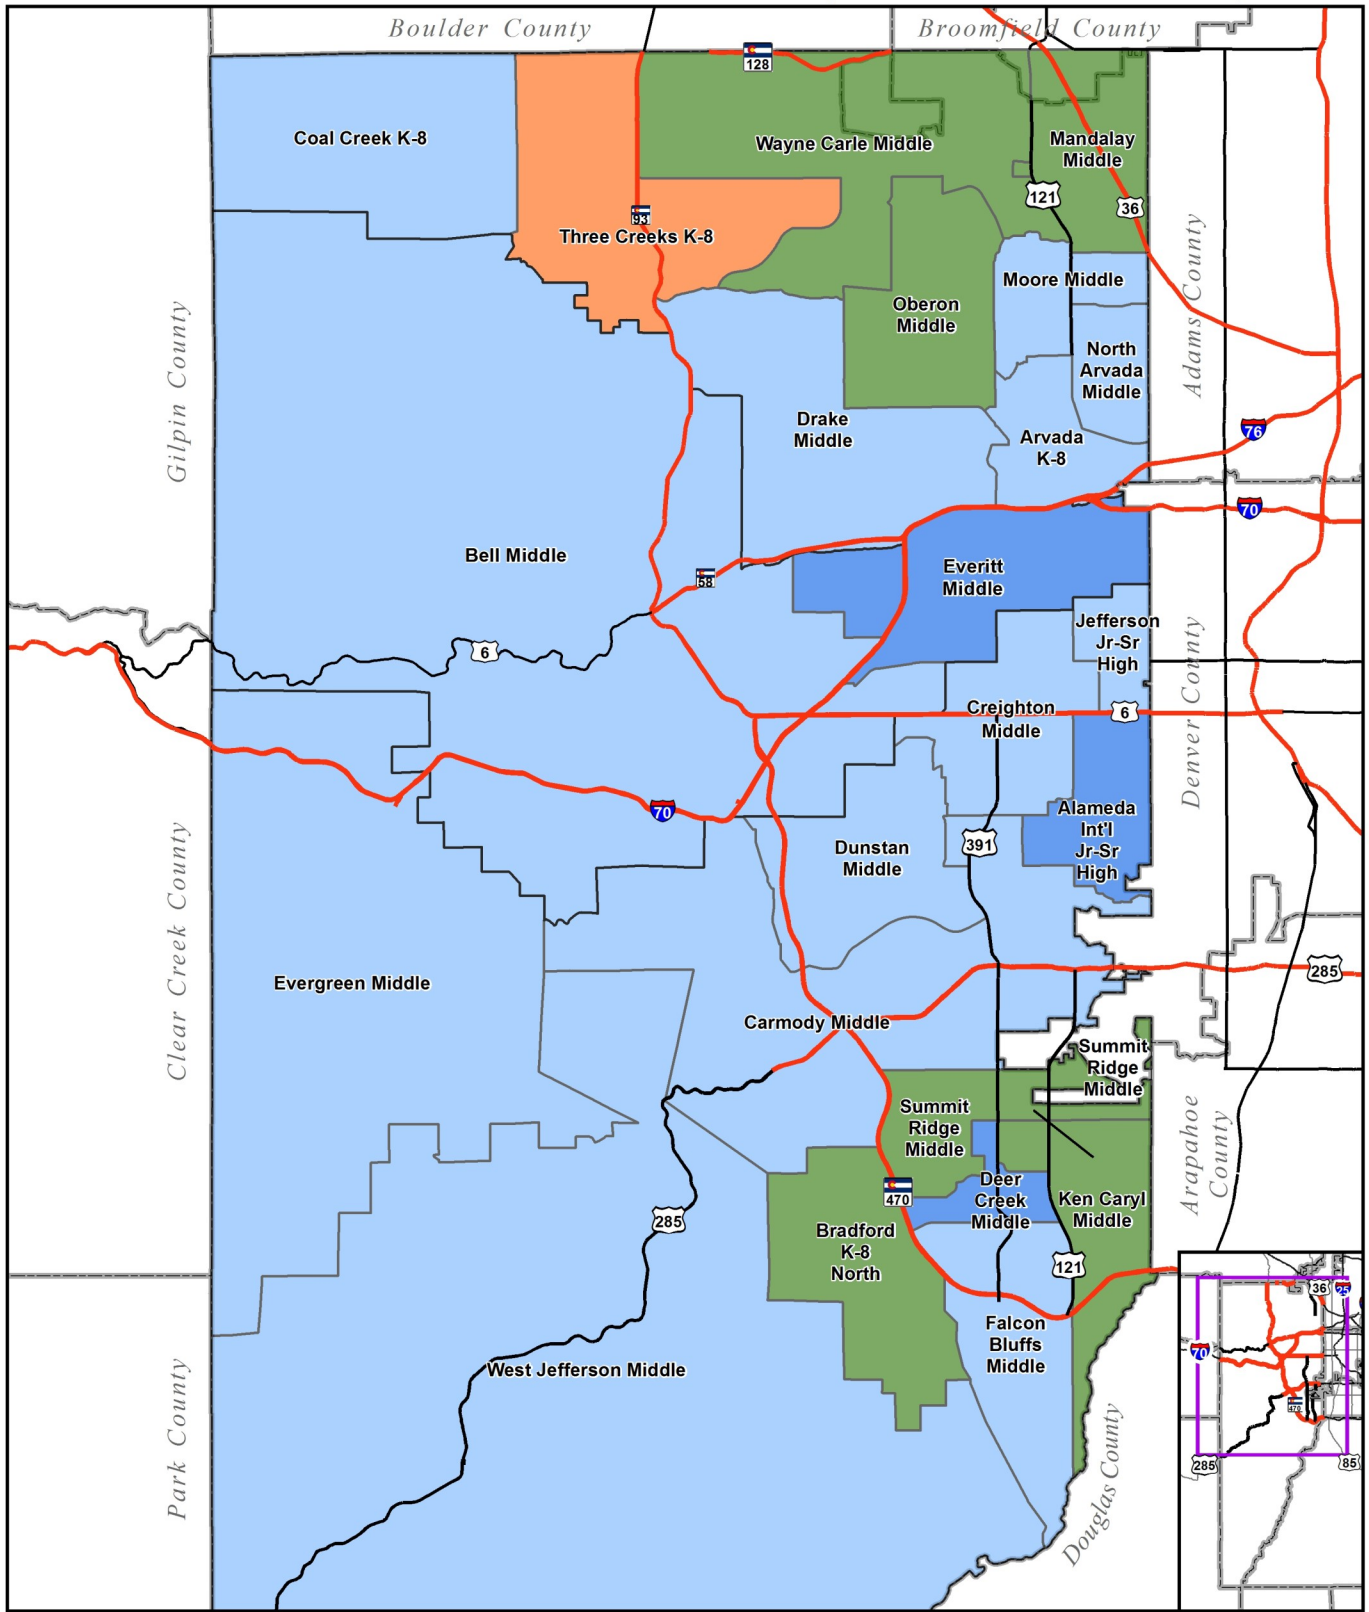 Boulder County
Broomfield County
128
Coal Creek K-8
Wayne Carle Middle
Mandalay
Middle
121
36
93
Three Creeks K-8
Moore Middle
Oberon
Middle
North
Arvada
Middle
Gilpin County
Adams County
Drake
Middle
Arvada
K-8
76
70
Bell Middle
58
Everitt
Middle
Jefferson
Jr-Sr
High
6
Creighton
Middle
6
Denver County
70
Alameda
Int'l
Jr-Sr
High
Dunstan
Middle
391
Clear Creek County
Evergreen Middle
285
Carmody Middle
Summit
Ridge
Middle
Summit
Ridge
Middle
Arapahoe
County
470
Deer
Creek
Middle
Ken Caryl
Middle
285
Bradford
K-8
North
121
Falcon
Bluffs
Middle
West Jefferson Middle
Park County
Douglas County
36
25
70
470
285
85